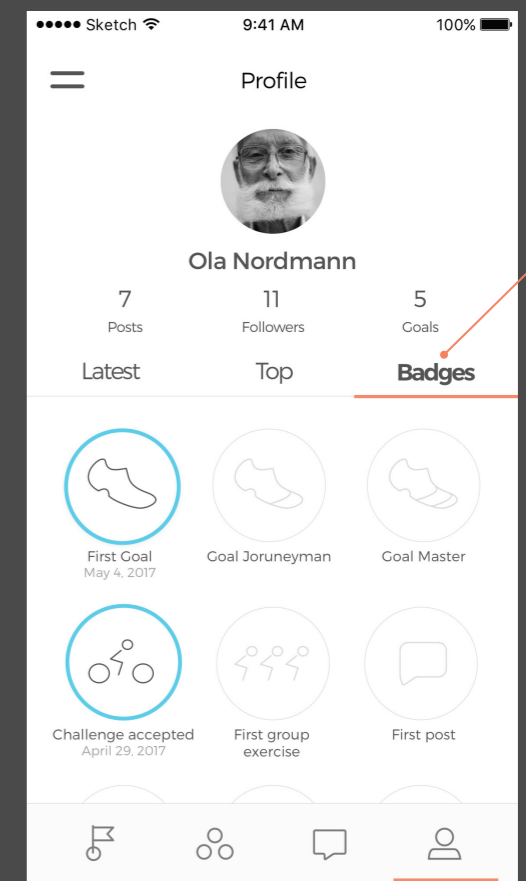 Sketch 9:41 AM 100%
Profile
Ola Nordmann
7 11 5
Posts Followers Goals
Latest Top Badges
First Goal Goal Joruneyman Goal Master
May 4, 2017
Challenge accepted First group First post
April 29, 2017 exercise